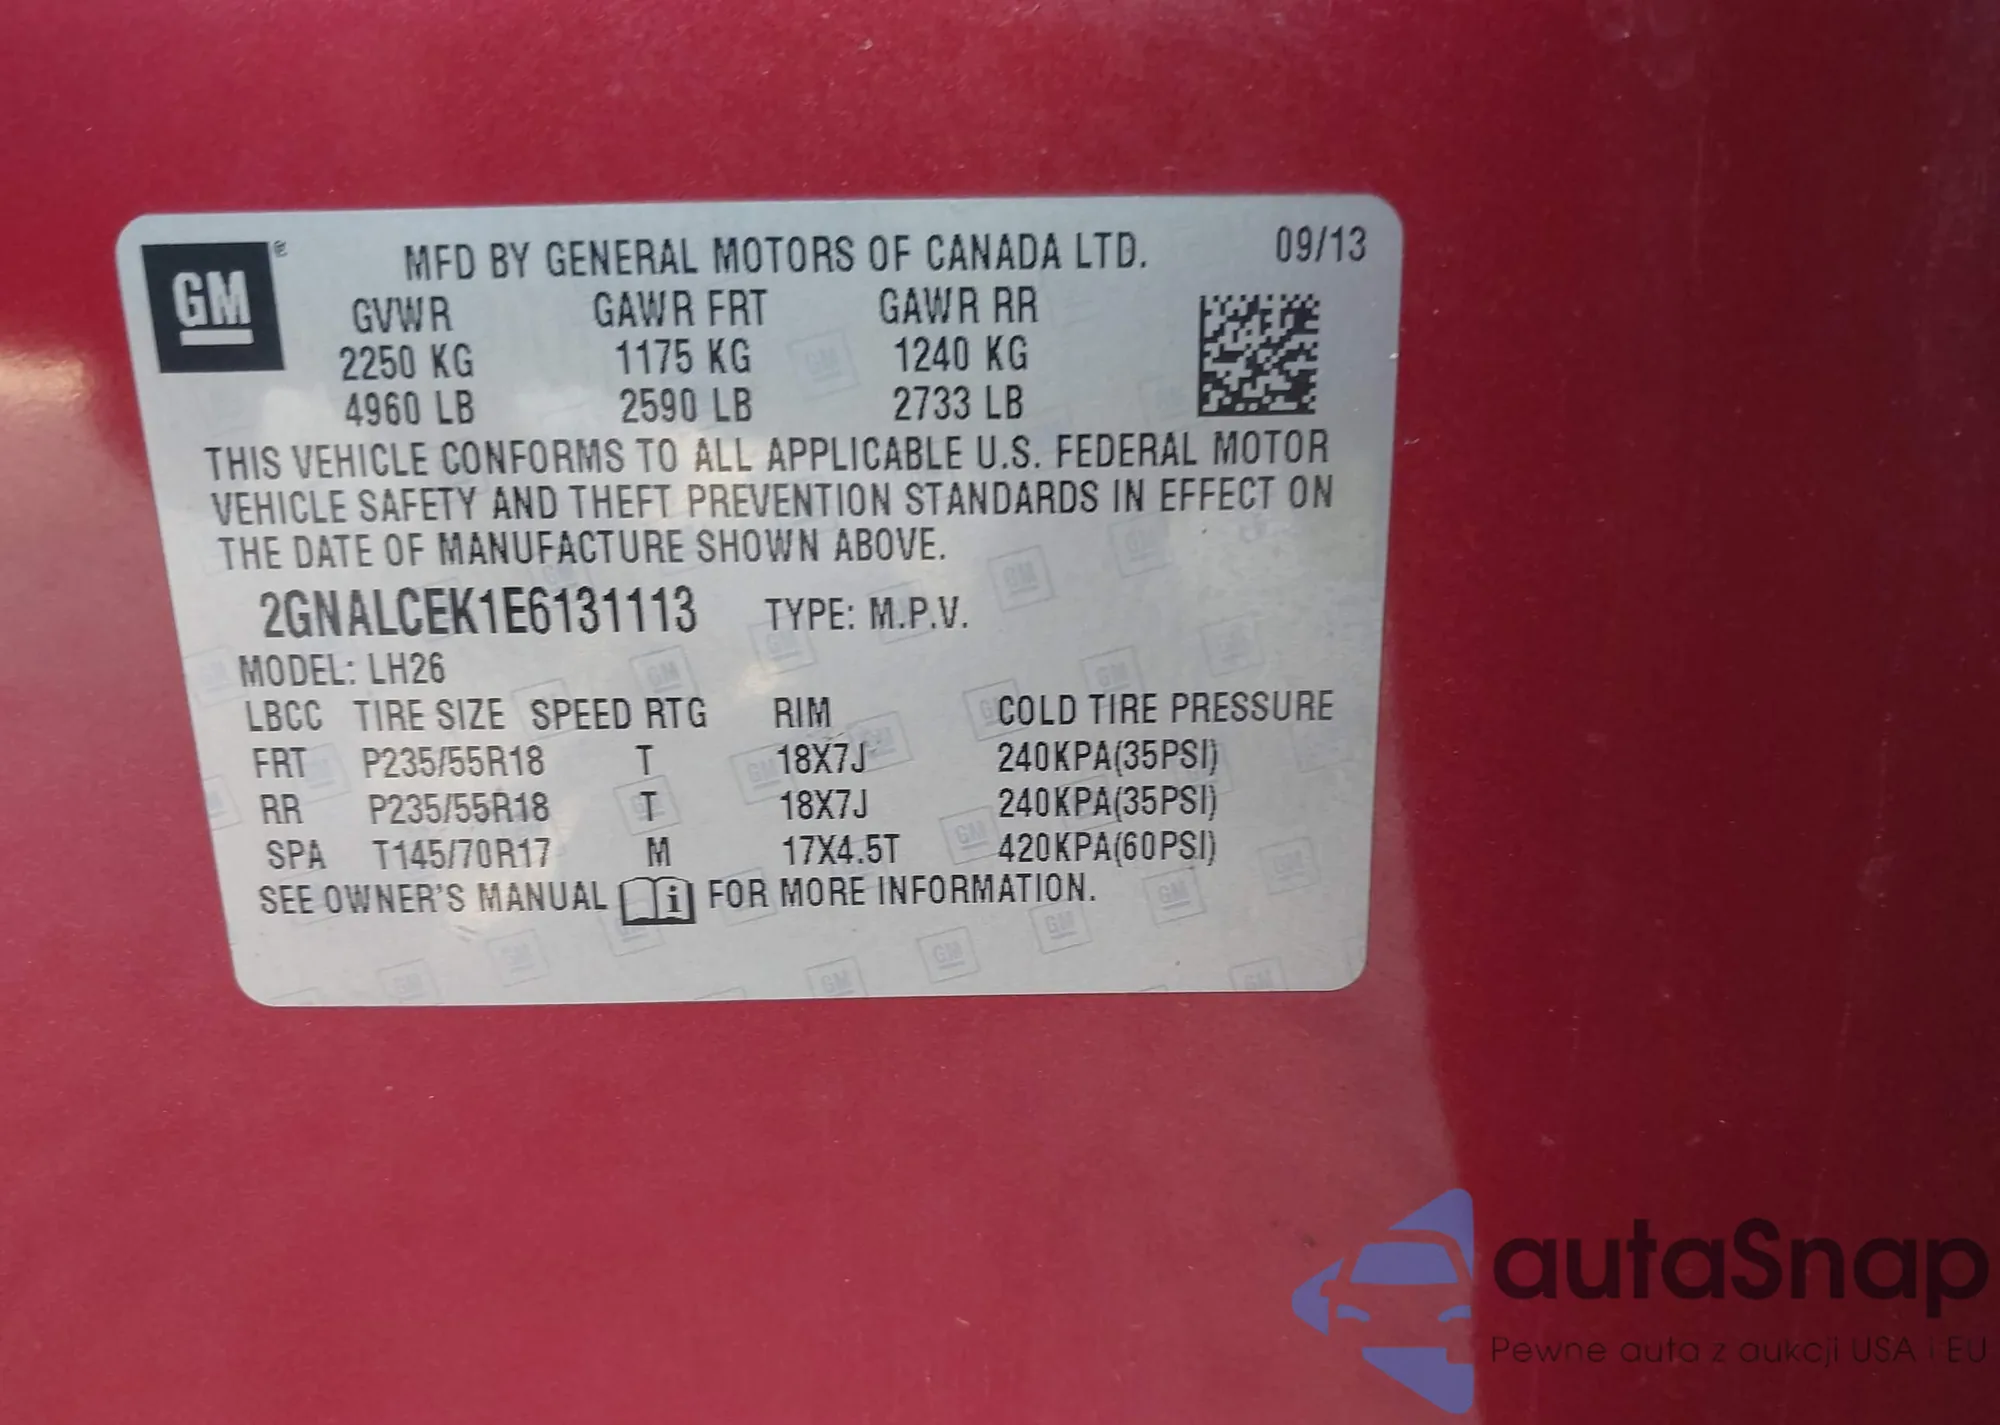 GM ® MFD BY GENERAL MOTORS OF CANADA LTD. 09/13
GVWR GAWR FRT GAWR RR
2250 KG 1175 KG 1240 KG
4960 LB 2590 LB 2733 LB
THIS VEHICLE CONFORMS TO ALL APPLICABLE U.S. FEDERAL MOTOR
VEHICLE SAFETY AND THEFT PREVENTION STANDARDS IN EFFECT ON
THE DATE OF MANUFACTURE SHOWN ABOVE.
2GNALCEK1E6131113 TYPE: M.P.V.
MODEL: LH26
LBCC TIRE SIZE SPEED RTG RIM COLD TIRE PRESSURE
FRT P235/55R18 T 18X7J 240KPA(35PSI)
RR P235/55R18 T 18X7J 240KPA(35PSI)
SPA T145/70R17 M 17X4.5T 420KPA(60PSI)
SEE OWNER'S MANUAL i FOR MORE INFORMATION.
autaSnap
Pewne auta z aukcji USA i EU